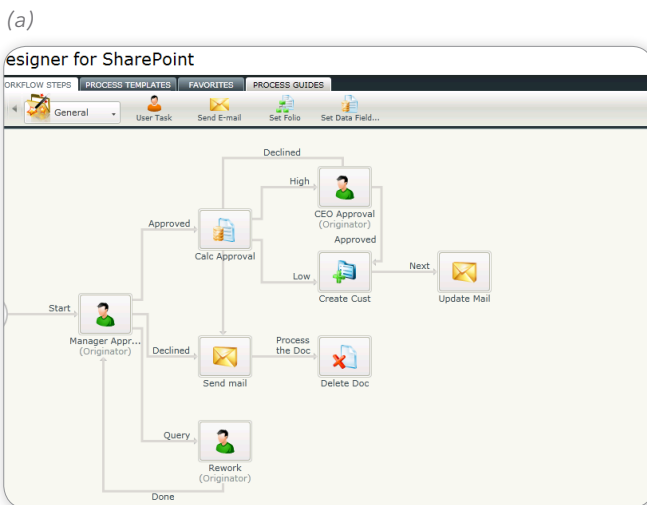 (a)
esigner for SharePoint
ORKFLOW STEPS PROCESS TEMPLATES FAVORITES PROCESS GUIDES
General User Task Send E-mail Set Folio Set Data Field...
Declined
High
CEO Approval
(Originator)
Approved
Approved
Calc Approval
Low
Next
Create Cust
Update Mail
Start
Manager Appr...
(Originator)
Declined
Process
the Doc
Send mail
Delete Doc
Query
Rework
(Originator)
Done